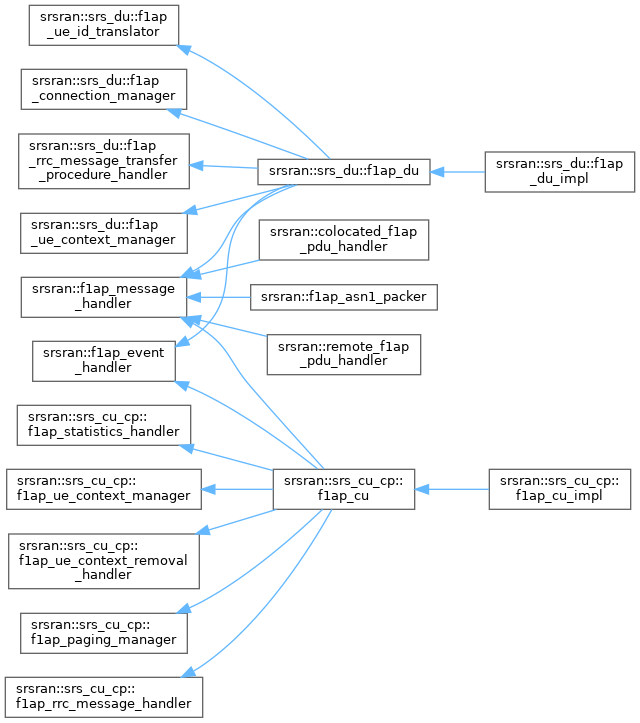 srsran::srs_du::f1ap
_ue_id_translator
srsran::srs_du::f1ap
_connection_manager
srsran::srs_du::f1ap
_rrc_message_transfer
_procedure_handler
srsran::srs_du::f1ap
_ue_context_manager
srsran::f1ap_message
_handler
srsran::f1ap_event
_handler
srsran::srs_cu_cp::
f1ap_statistics_handler
srsran::srs_cu_cp::
f1ap_ue_context_manager
srsran::srs_cu_cp::
f1ap_ue_context_removal
_handler
srsran::srs_cu_cp::
f1ap_paging_manager
srsran::srs_cu_cp::
f1ap_rrc_message_handler
srsran::srs_du::f1ap_du
srsran::colocated_f1ap
_pdu_handler
srsran::f1ap_asn1_packer
srsran::remote_f1ap
_pdu_handler
srsran::srs_cu_cp::
f1ap_cu
srsran::srs_du::f1ap
_du_impl
srsran::srs_cu_cp::
f1ap_cu_impl